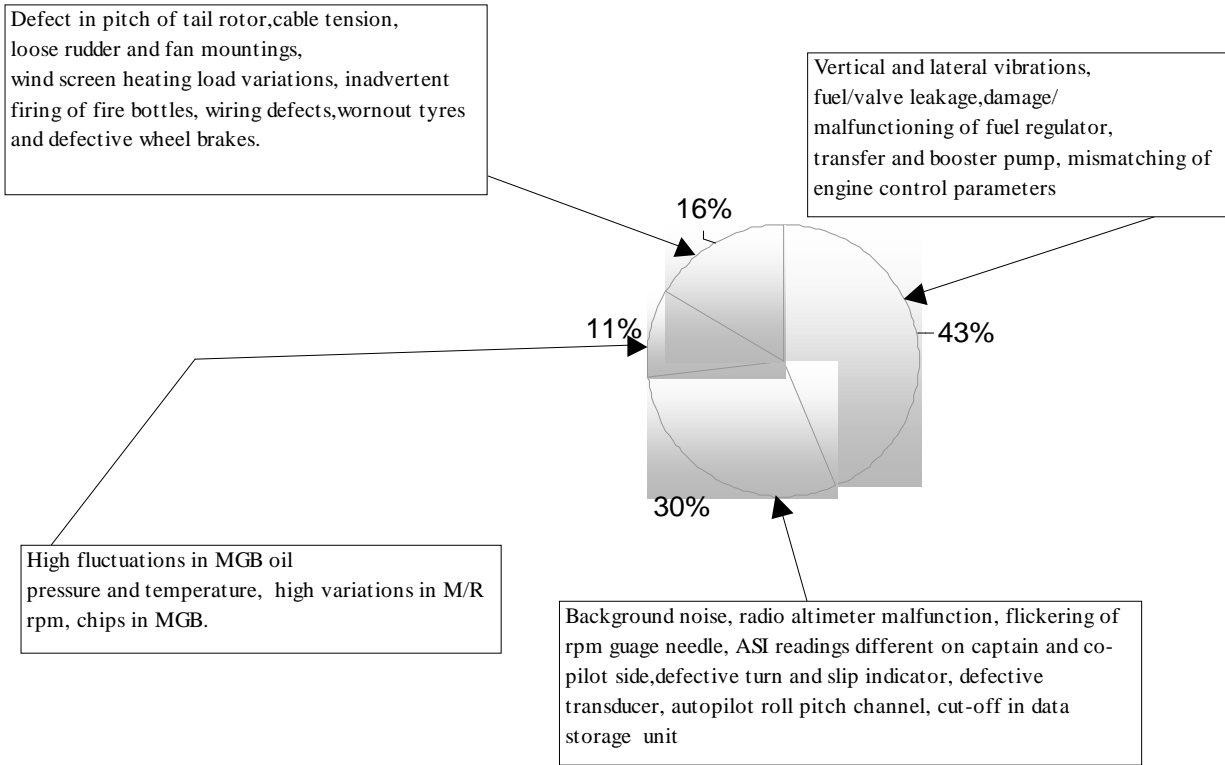 Defect in pitch of tail rotor,cable tension,
loose rudder and fan mountings,
wind screen heating load variations, inadvertent
firing of fire bottles, wiring defects,wornout tyres
and defective wheel brakes.
Vertical and lateral vibrations,
fuel/valve leakage,damage/
malfunctioning of fuel regulator,
transfer and booster pump, mismatching of
engine control parameters
16%
11%
43%
30%
High fluctuations in MGB oil
pressure and temperature, high variations in M/R
rpm, chips in MGB.
Background noise, radio altimeter malfunction, flickering of
rpm guage needle, ASI readings different on captain and co-
pilot side,defective turn and slip indicator, defective
transducer, autopilot roll pitch channel, cut-off in data
storage unit